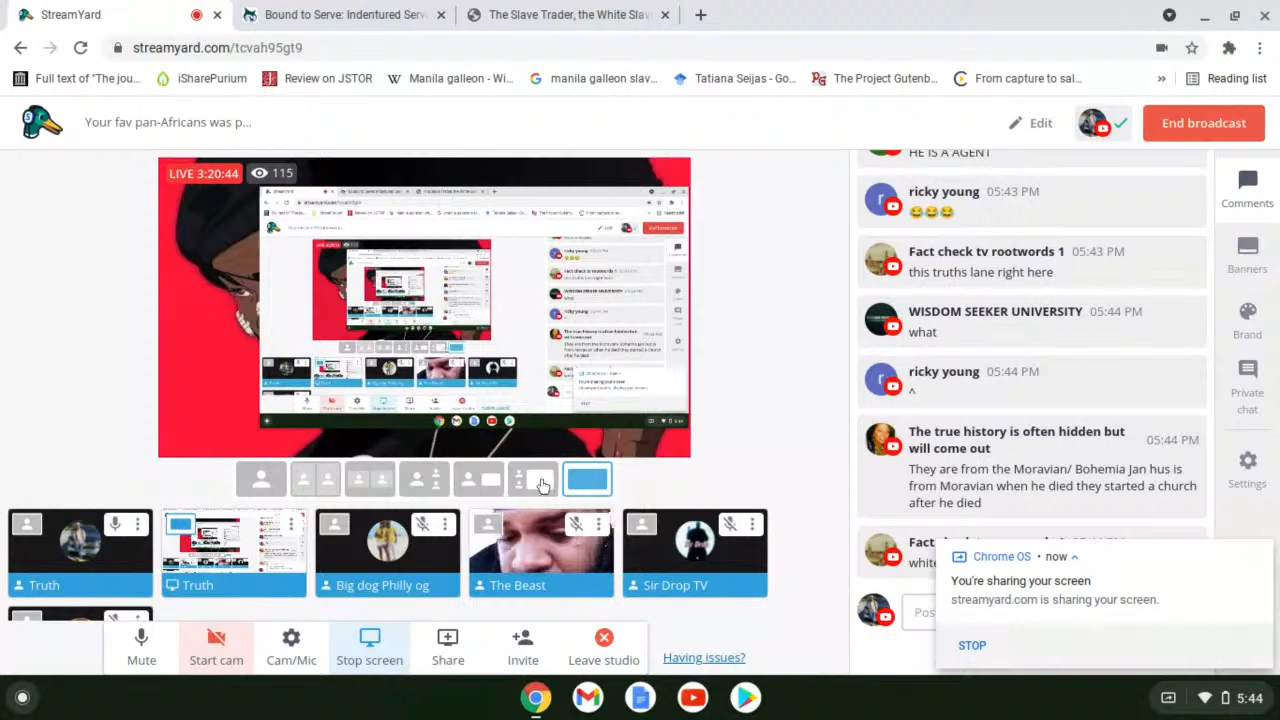 StreamYard
Bound to Serve: Indentured Serv
The Slave Trader, the White Slav
streamyard.com/tcvah95gt9
Full text of "The jou...
iSharePurium
Review on JSTOR
Manila galleon - Wi...
manila galleon slav...
Tatiana Seijas - Go...
The Project Gutenb...
From capture to sal...
»
Reading list
Your fav pan-Africans was p...
Edit
End broadcast
LIVE 3:20:44
115
HE IS A AGENT
ricky young 05:43 PM
Fact check tv rootwords 05:43 PM
this truths lane right here
WISDOM SEEKER UNIVERSITY 05:44 PM
what
ricky young 05:44 PM
^
The true history is often hidden but
will come out
05:44 PM
They are from the Moravian/ Bohemia Jan hus is
from Moravian when he died they started a church
after he died
Fact
white
Pos
Comments
Banners
Brand
Private
chat
Settings
Chrome OS • now
You're sharing your screen
streamyard.com is sharing your screen.
STOP
Truth
Truth
Big dog Philly og
The Beast
Sir Drop TV
Mute
Start cam
Cam/Mic
Stop screen
Share
Invite
Leave studio
Having issues?
5:44